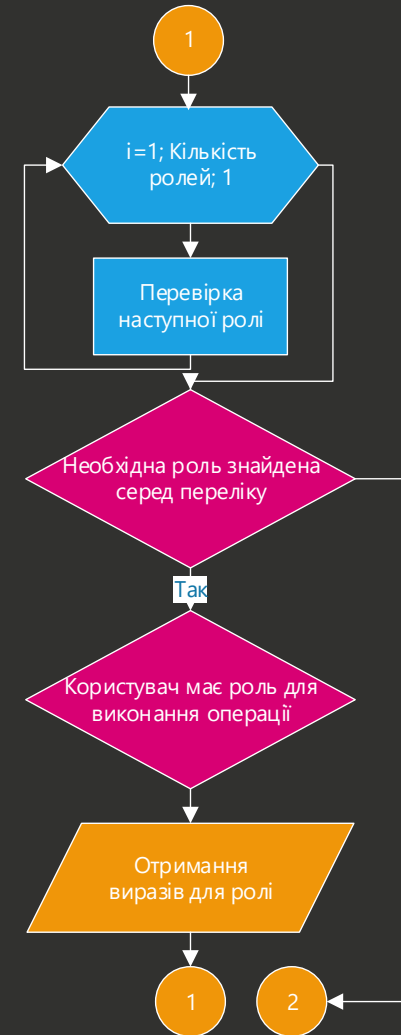 1
i=1; Кількість
ролей; 1
Перевірка
наступної ролі
Необхідна роль знайдена
серед переліку
Так
Користувач має роль для
виконання операції
Отримання
виразів для ролі
1
2